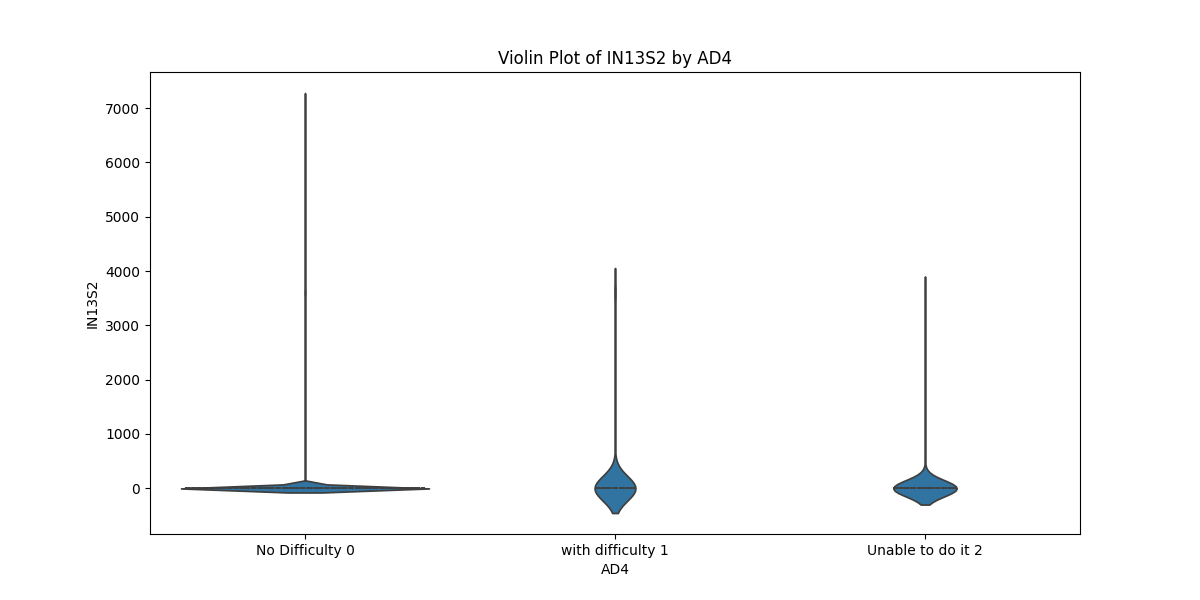 Violin Plot of IN13S2 by AD4
7000
6000
5000
4000
3000
2000
1000
0
IN13S2
No Difficulty 0
with difficulty 1
Unable to do it 2
AD4